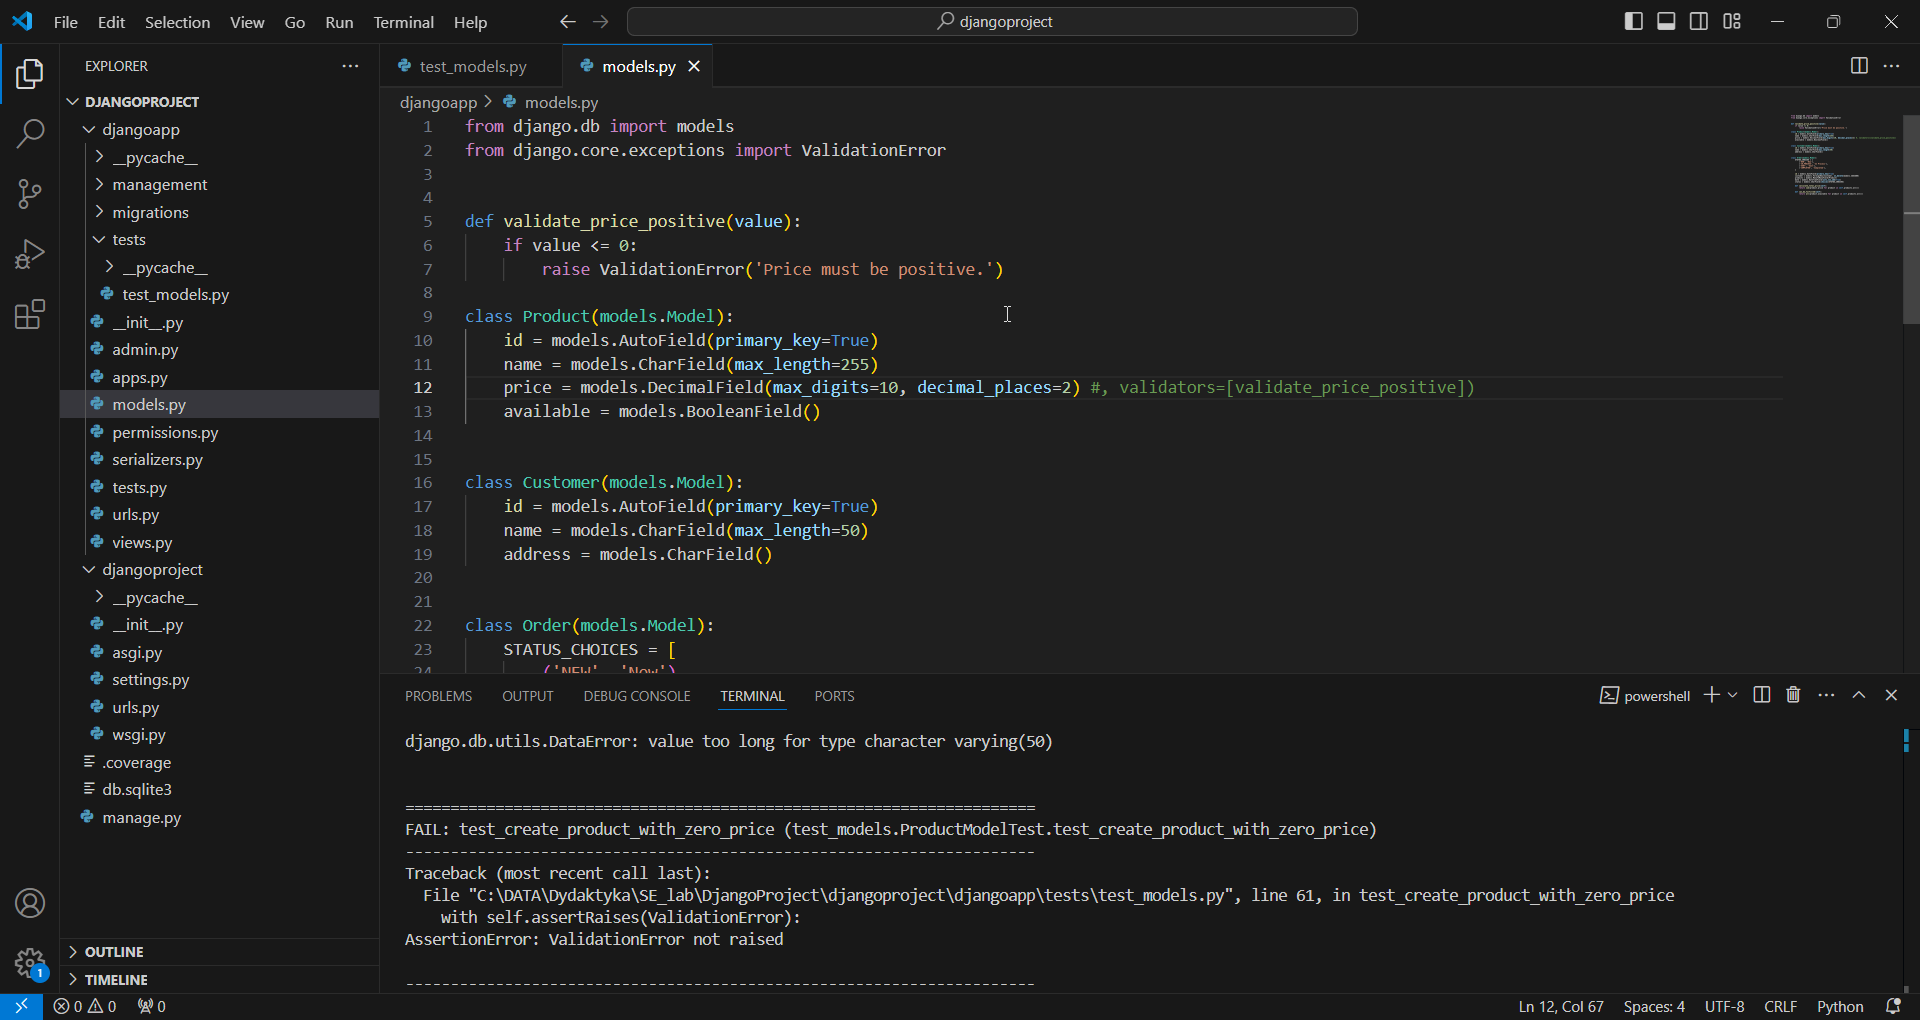 File Edit Selection View Go Run Terminal Help
djangoproject
EXPLORER
DJANGOPROJECT
djangoapp
__pycache__
management
migrations
tests
__pycache__
test_models.py
__init__.py
admin.py
apps.py
models.py
permissions.py
serializers.py
tests.py
urls.py
views.py
djangoproject
__pycache__
__init__.py
asgi.py
settings.py
urls.py
wsgi.py
.coverage
db.sqlite3
manage.py
OUTLINE
TIMELINE
1
test_models.py models.py
djangoapp > models.py
1 from django.db import models
2 from django.core.exceptions import ValidationError
3
4
5 def validate_price_positive(value):
6 if value <= 0:
7 raise ValidationError('Price must be positive.')
8
9 class Product(models.Model):
10 id = models.AutoField(primary_key=True)
11 name = models.CharField(max_length=255)
12 price = models.DecimalField(max_digits=10, decimal_places=2) #, validators=[validate_price_positive])
13 available = models.BooleanField()
14
15
16 class Customer(models.Model):
17 id = models.AutoField(primary_key=True)
18 name = models.CharField(max_length=50)
19 address = models.CharField()
20
21
22 class Order(models.Model):
23 STATUS_CHOICES = [
24 ('NEW', 'New')
PROBLEMS OUTPUT DEBUG CONSOLE TERMINAL PORTS
powershell
django.db.utils.DataError: value too long for type character varying(50)
======================================================================
FAIL: test_create_product_with_zero_price (test_models.ProductModelTest.test_create_product_with_zero_price)
----------------------------------------------------------------------
Traceback (most recent call last):
File "C:\DATA\Dydaktyka\SE_lab\DjangoProject\djangoproject\djangoapp\tests\test_models.py", line 61, in test_create_product_with_zero_price
with self.assertRaises(ValidationError):
AssertionError: ValidationError not raised
----------------------------------------------------------------------
0 0 0
Ln 12, Col 67 Spaces: 4 UTF-8 CRLF Python